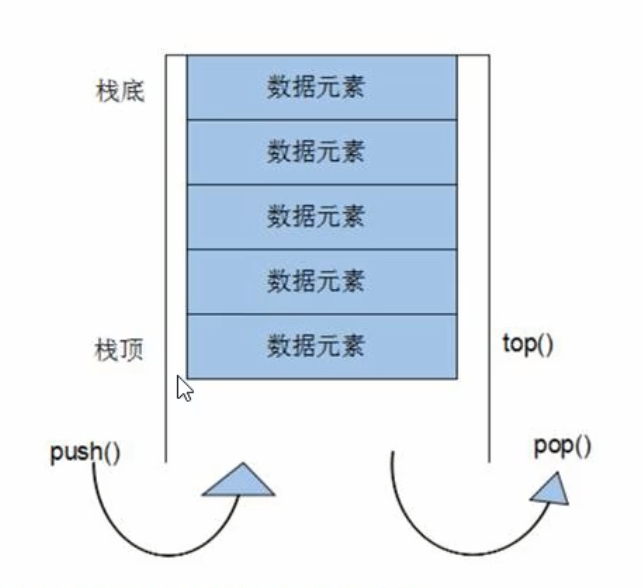 栈底 数据元素
数据元素
数据元素
数据元素
栈顶 数据元素 top()
push() pop()